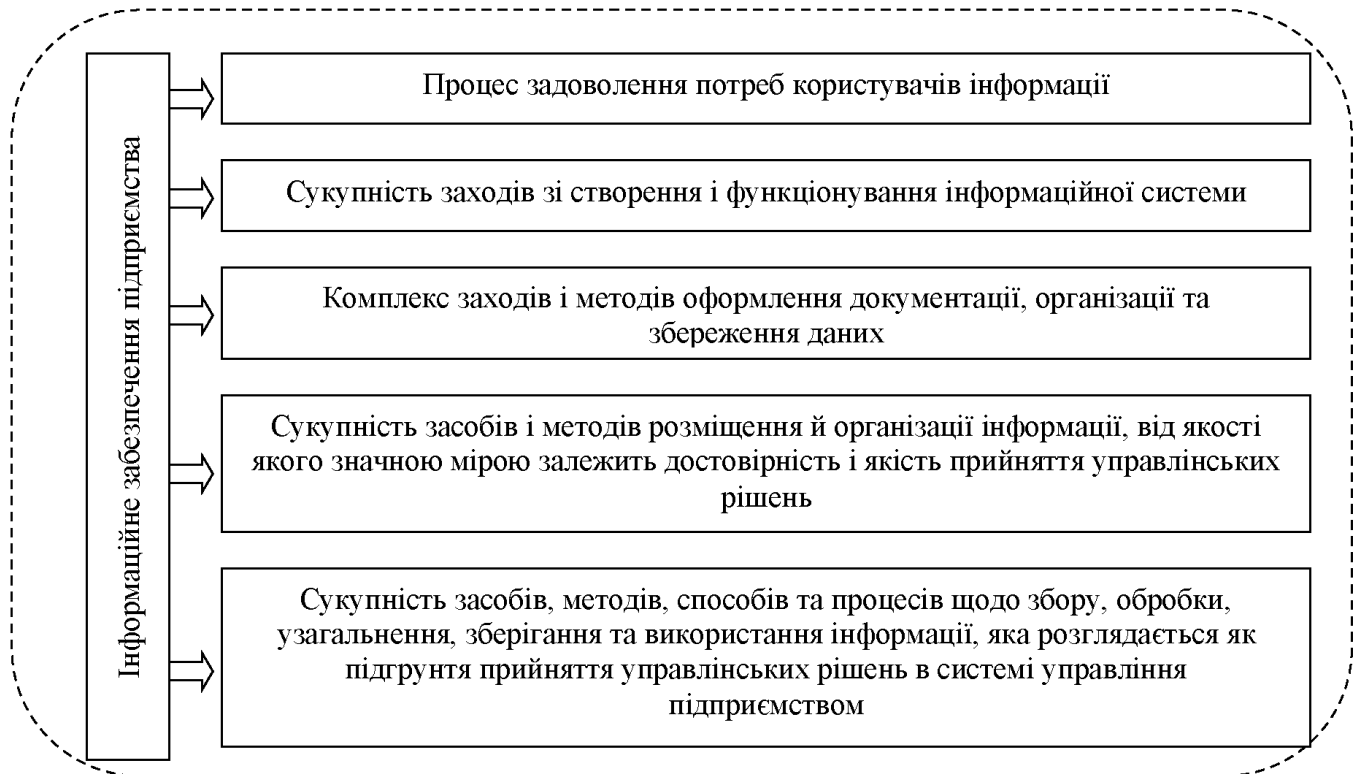 Інформаційне забезпечення підприємства
Процес задоволення потреб користувачів інформації
Сукупність заходів зі створення і функціонування інформаційної системи
Комплекс заходів і методів оформлення документації, організації та
збереження даних
Сукупність засобів і методів розміщення й організації інформації, від якості
якого значною мірою залежить достовірність і якість прийняття управлінських
рішень
Сукупність засобів, методів, способів та процесів щодо збору, обробки,
узагальнення, зберігання та використання інформації, яка розглядається як
підгрунтя прийняття управлінських рішень в системі управління
підприємством